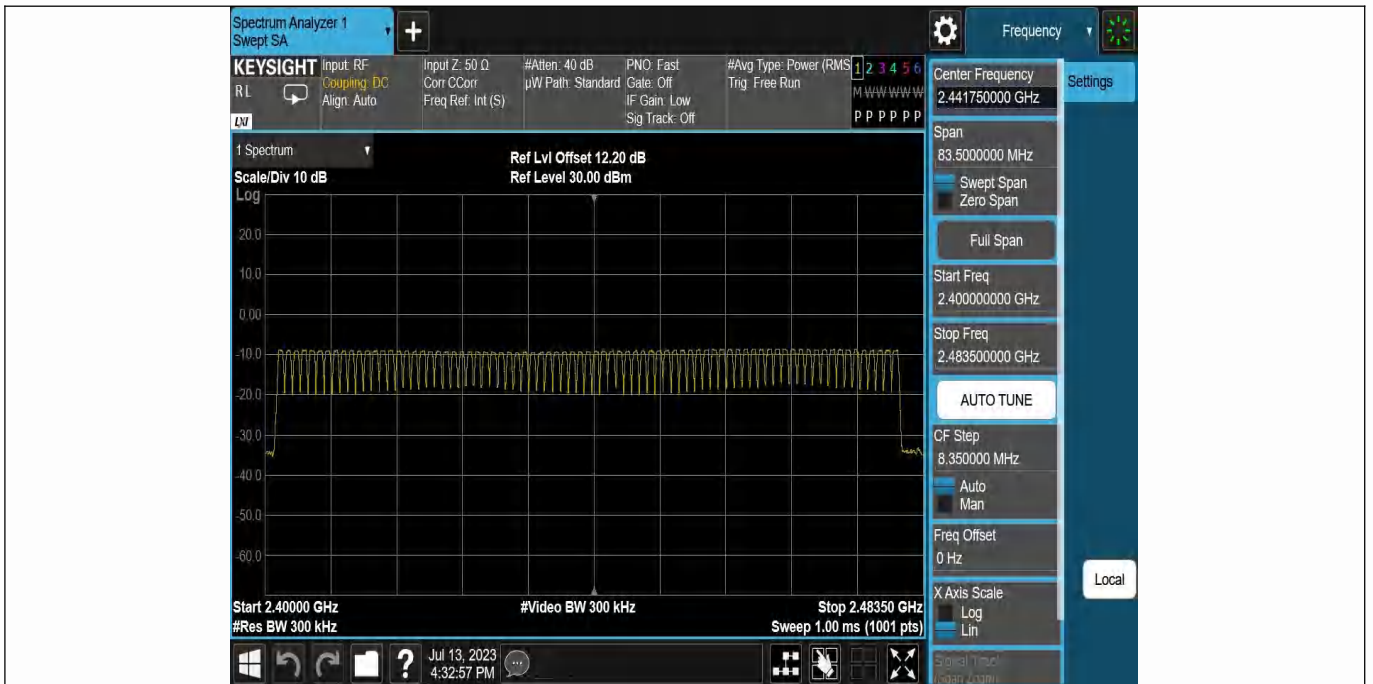 Spectrum Analyzer 1
Swept SA
+
Frequency
KEYSIGHT
RL
LXI
Input: RF
Coupling: DC
Align: Auto
Input Z: 50 Ω
Corr CCorr
Freq Ref: Int (S)
#Atten: 40 dB
µW Path: Standard
PNO: Fast
Gate: Off
IF Gain: Low
Sig Track: Off
#Avg Type: Power (RMS
Trig: Free Run
1 2 3 4 5 6
M W W W W W
P P P P P P
1 Spectrum
Scale/Div 10 dB
Ref Lvl Offset 12.20 dB
Ref Level 30.00 dBm
Log
20.0
10.0
0.00
-10.0
-20.0
-30.0
-40.0
-50.0
-60.0
Start 2.40000 GHz
#Res BW 300 kHz
#Video BW 300 kHz
Stop 2.48350 GHz
Sweep 1.00 ms (1001 pts)
?
Jul 13, 2023
4:32:57 PM
Center Frequency
2.441750000 GHz
Settings
Span
83.5000000 MHz
Swept Span
Zero Span
Full Span
Start Freq
2.400000000 GHz
Stop Freq
2.483500000 GHz
AUTO TUNE
CF Step
8.350000 MHz
Auto
Man
Freq Offset
0 Hz
X Axis Scale
Log
Lin
Signal Track
(Span Zoom)
Local